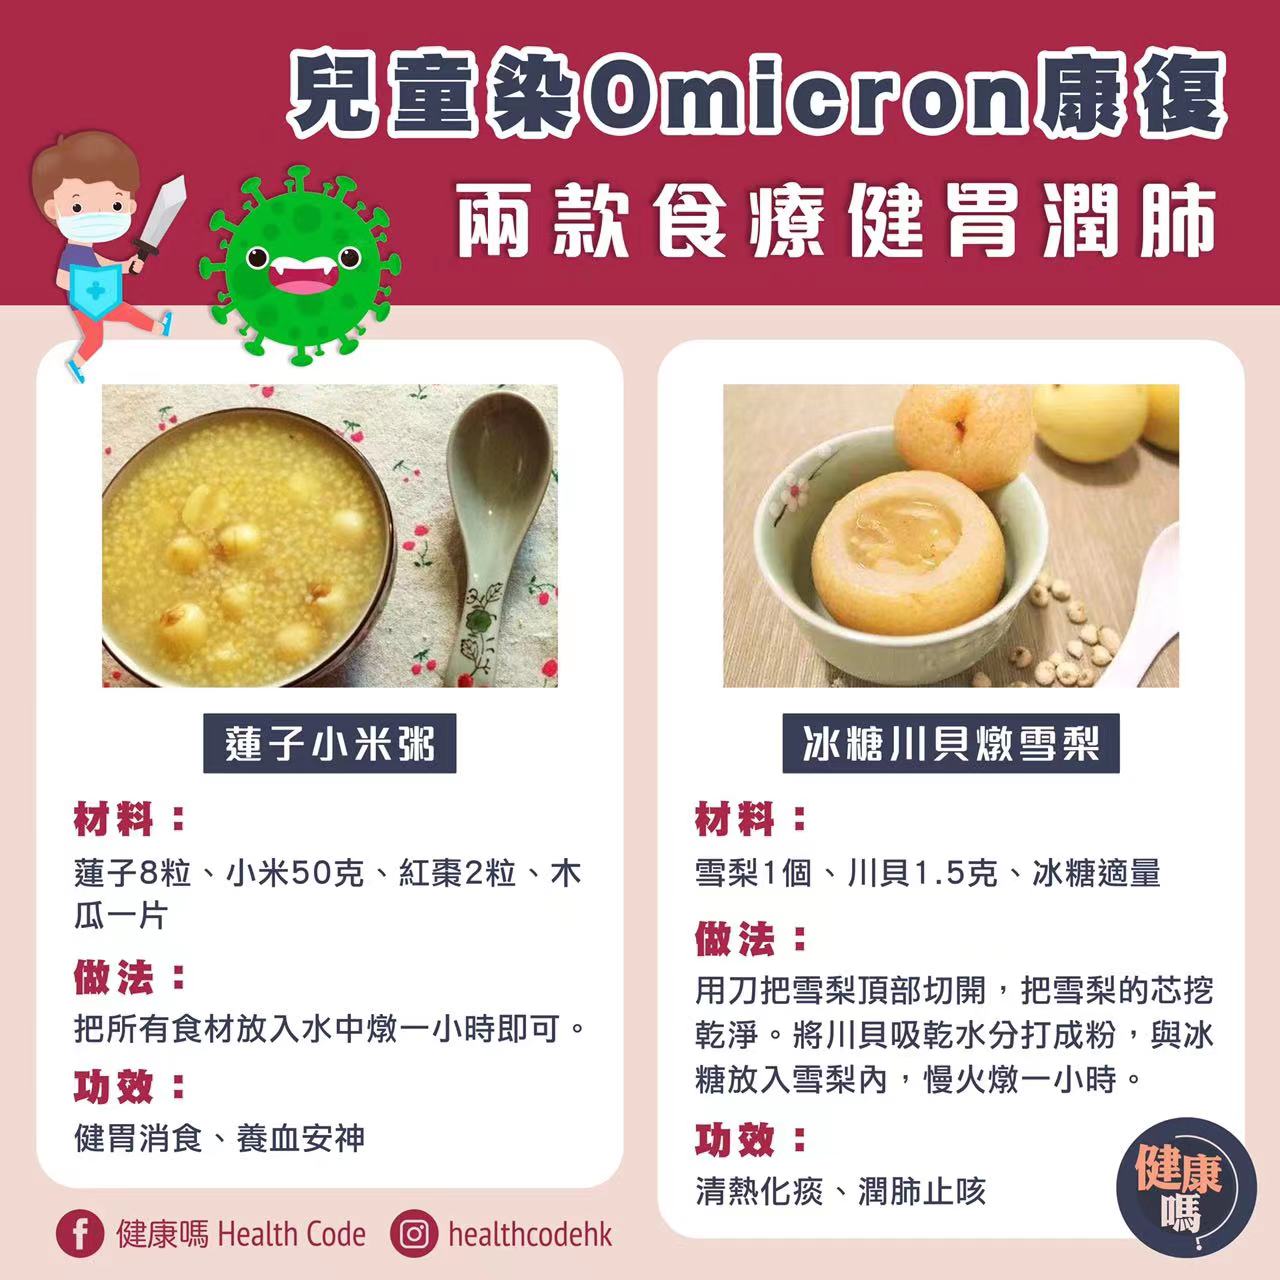 兒童染Omicron康復
兩款食療健胃潤肺
蓮子小米粥
材料：
蓮子8粒、小米50克、紅棗2粒、木
瓜一片
做法：
把所有食材放入水中燉一小時即可。
功效：
健胃消食、養血安神
冰糖川貝燉雪梨
材料：
雪梨1個、川貝1.5克、冰糖適量
做法：
用刀把雪梨頂部切開，把雪梨的芯挖
乾淨。將川貝吸乾水分打成粉，與冰
糖放入雪梨內，慢火燉一小時。
功效：
清熱化痰、潤肺止咳
健康嗎 Health Code
healthcodehk
健康
嗎?